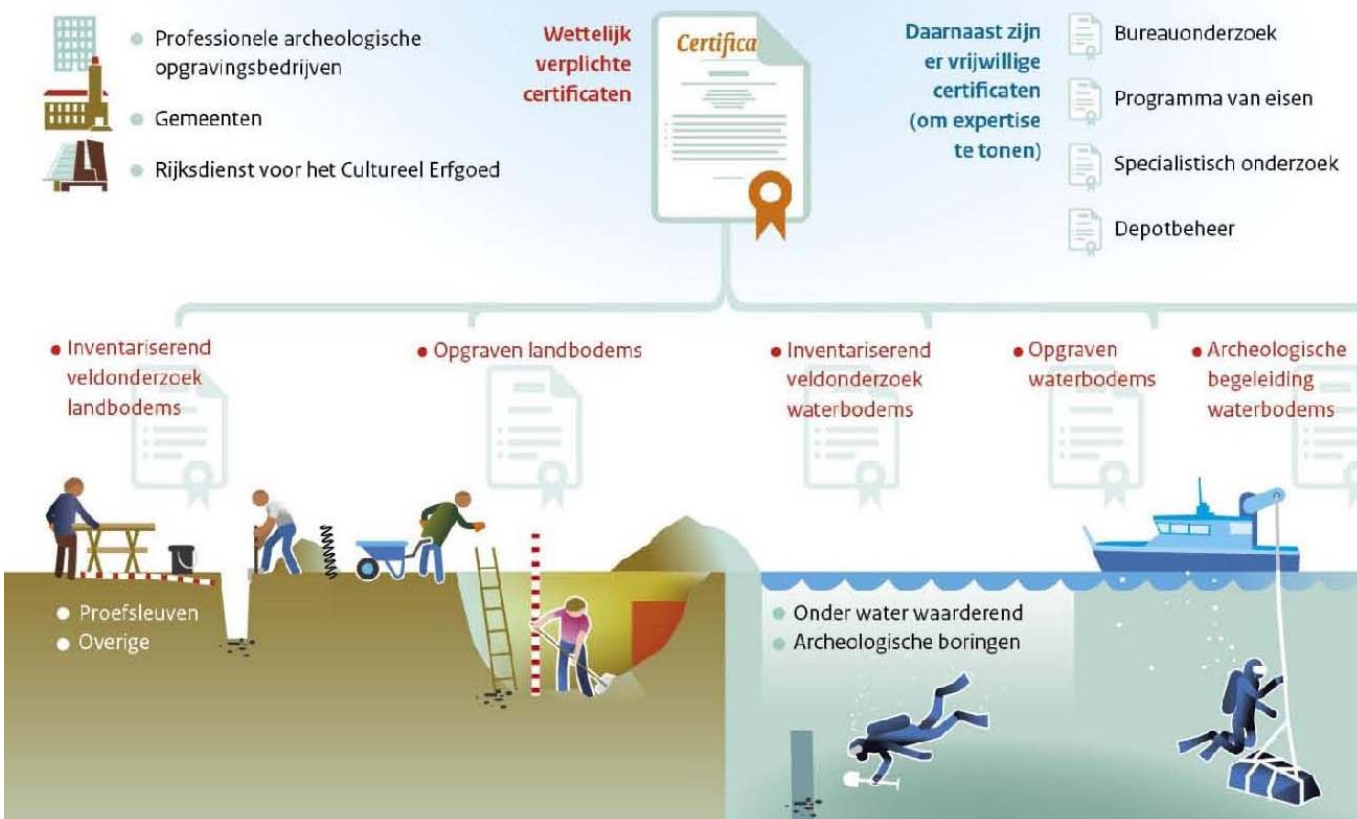 Professionele archeologische
opgravingsbedrijven
Gemeenten
Rijksdienst voor het Cultureel Erfgoed
Wettelijk
verplichte
certificaten
Certifica
Daarnaast zijn
er vrijwillige
certificaten
(om expertise
te tonen)
Bureauonderzoek
Programma van eisen
Specialistisch onderzoek
Depotbeheer
Inventariserend
veldonderzoek
landbodems
Opgraven landbodems
Inventariserend
veldonderzoek
waterbodems
Opgraven
waterbodems
Archeologische
begeleiding
waterbodems
Proefsleuven
Overige
Onder water waarderend
Archeologische boringen